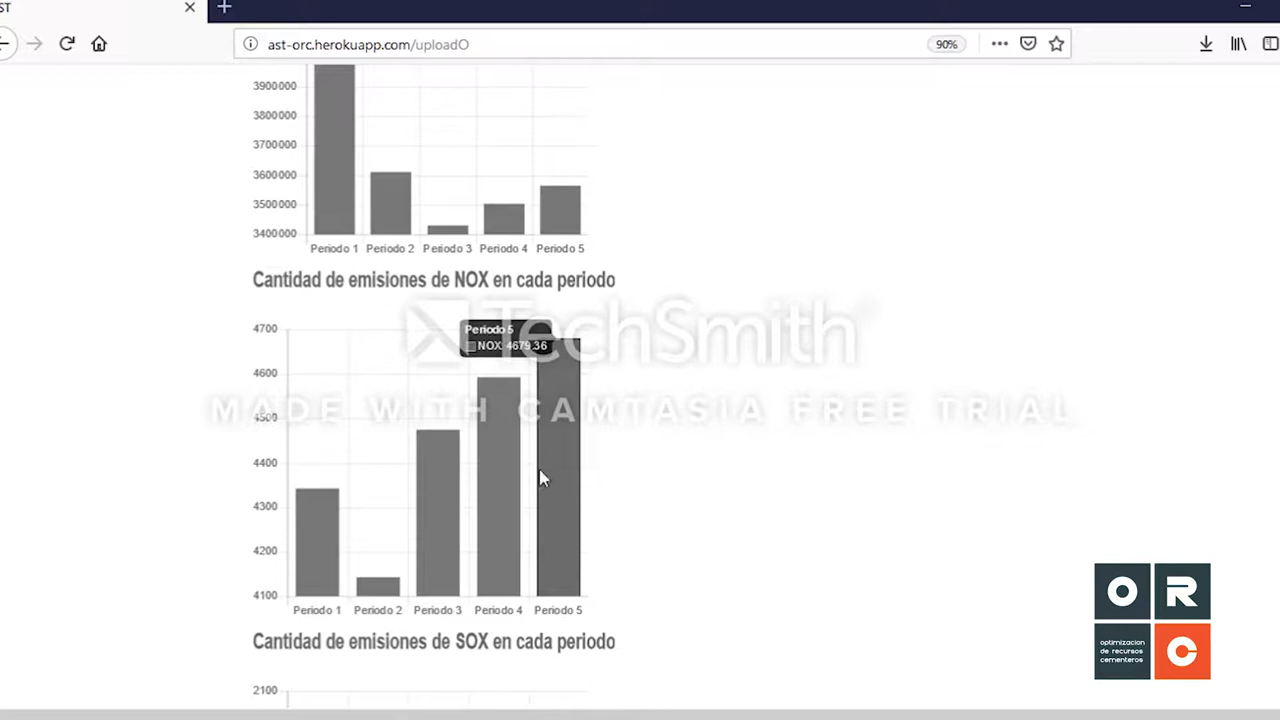 ST
ast-orc.herokuapp.com/uploadO
90%
3900000
3800000
3700000
3600000
3500000
3400000
Periodo 1 Periodo 2 Periodo 3 Periodo 4 Periodo 5
Cantidad de emisiones de NOX en cada periodo
TechSmith
MADE WITH CAMTASIA FREE TRIAL
Periodo 5
NOX: 4679.36
4700
4600
4500
4400
4300
4200
4100
Periodo 1 Periodo 2 Periodo 3 Periodo 4 Periodo 5
Cantidad de emisiones de SOX en cada periodo
2100
O R
optimizacion
de recursos
cementeros
C